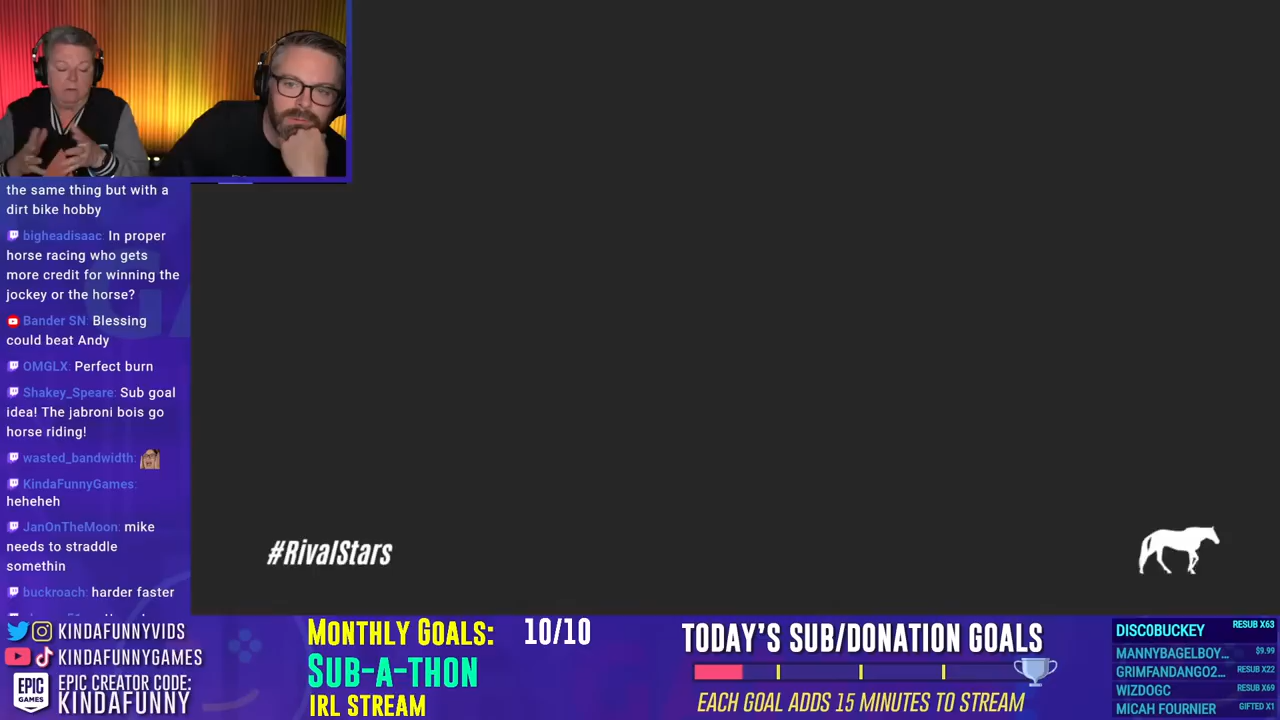 the same thing but with a
dirt bike hobby
bigheadisaac: In proper
horse racing who gets
more credit for winning the
jockey or the horse?
Bander SN: Blessing
could beat Andy
OMGLX: Perfect burn
Shakey_Speare: Sub goal
idea! The jabroni bois go
horse riding!
wasted_bandwidth:
KindaFunnyGames:
heheheh
JanOnTheMoon: mike
needs to straddle
somethin
buckroach: harder faster
#RivalStars
KINDAFUNNYVIDS
KINDAFUNNYGAMES
EPIC GAMES
EPIC CREATOR CODE:
KINDAFUNNY
MONTHLY GOALS: 10/10
SUB-A-THON
IRL STREAM
TODAY'S SUB/DONATION GOALS
EACH GOAL ADDS 15 MINUTES TO STREAM
DISC0BUCKEY RESUB X63
MANNYBAGELBOY... $9.99
GRIMFANDANGO2... RESUB X22
WIZDOGC RESUB X69
MICAH FOURNIER GIFTED X1